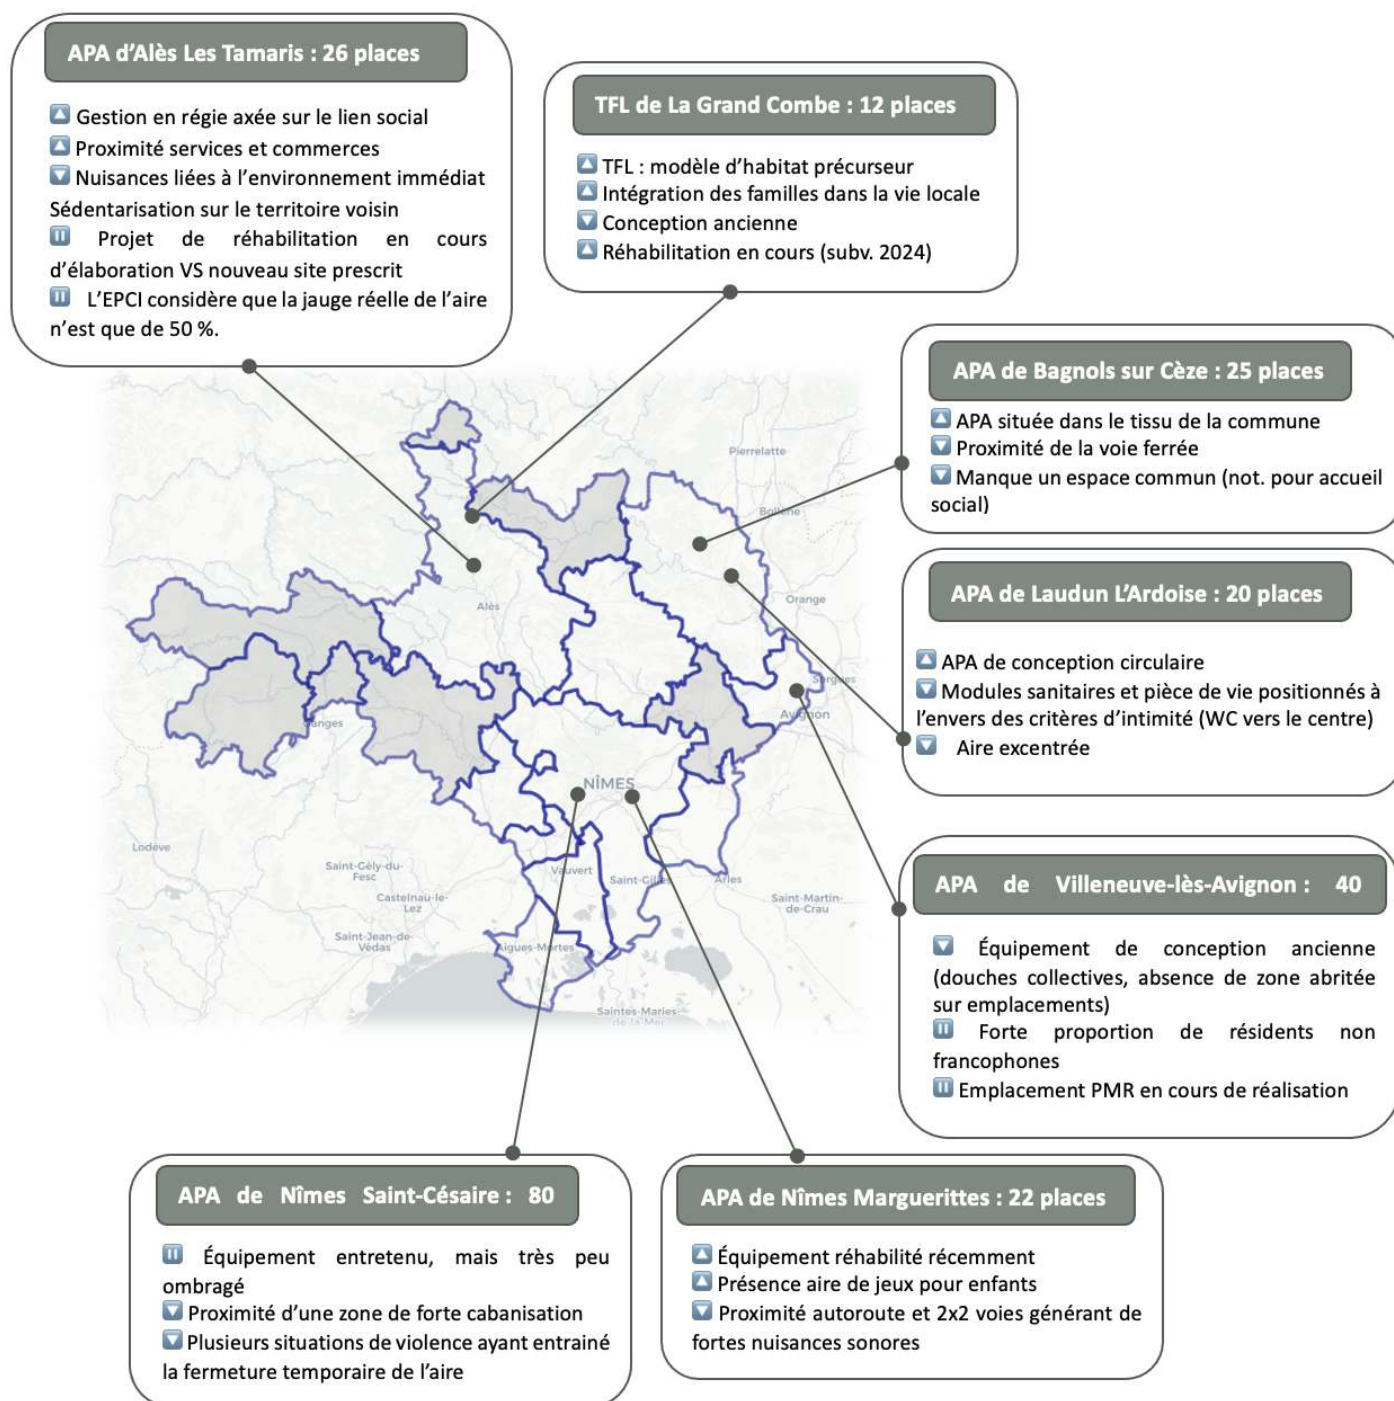 APA d’Alès Les Tamaris : 26 places
🔼 Gestion en régie axée sur le lien social
🔼 Proximité services et commerces
🔽 Nuisances liées à l’environnement immédiat
Sédentarisation sur le territoire voisin
⏸ Projet de réhabilitation en cours
d’élaboration VS nouveau site prescrit
⏸ L’EPCI considère que la jauge réelle de l’aire
n’est que de 50 %.
TFL de La Grand Combe : 12 places
🔼 TFL : modèle d’habitat précurseur
🔼 Intégration des familles dans la vie locale
🔽 Conception ancienne
🔼 Réhabilitation en cours (subv. 2024)
APA de Bagnols sur Cèze : 25 places
🔼 APA située dans le tissu de la commune
🔽 Proximité de la voie ferrée
🔽 Manque un espace commun (not. pour accueil
social)
APA de Laudun L’Ardoise : 20 places
🔼 APA de conception circulaire
🔽 Modules sanitaires et pièce de vie positionnés à
l’envers des critères d’intimité (WC vers le centre)
🔽 Aire excentrée
APA de Villeneuve-lès-Avignon : 40
🔽 Équipement de conception ancienne
(douches collectives, absence de zone abritée
sur emplacements)
⏸ Forte proportion de résidents non
francophones
⏸ Emplacement PMR en cours de réalisation
Pierrelatte
Bollène
Orange
Alès
Sorgues
Avignon
Ganges
NÎMES
Lodève
Saint-Gély-du-
Fesc
Vauvert
Saint-Gilles
Arles
Castelnau-le-
Lez
Saint-Martin-
de-Crau
Saint-Jean-de-
Védas
Aigues-Mortes
Saintes-Maries-
de-la-Mer
APA de Nîmes Saint-Césaire : 80
⏸ Équipement entretenu, mais très peu
ombragé
🔽 Proximité d’une zone de forte cabanisation
🔽 Plusieurs situations de violence ayant entrainé
la fermeture temporaire de l’aire
APA de Nîmes Marguerittes : 22 places
🔼 Équipement réhabilité récemment
🔼 Présence aire de jeux pour enfants
🔽 Proximité autoroute et 2x2 voies générant de
fortes nuisances sonores